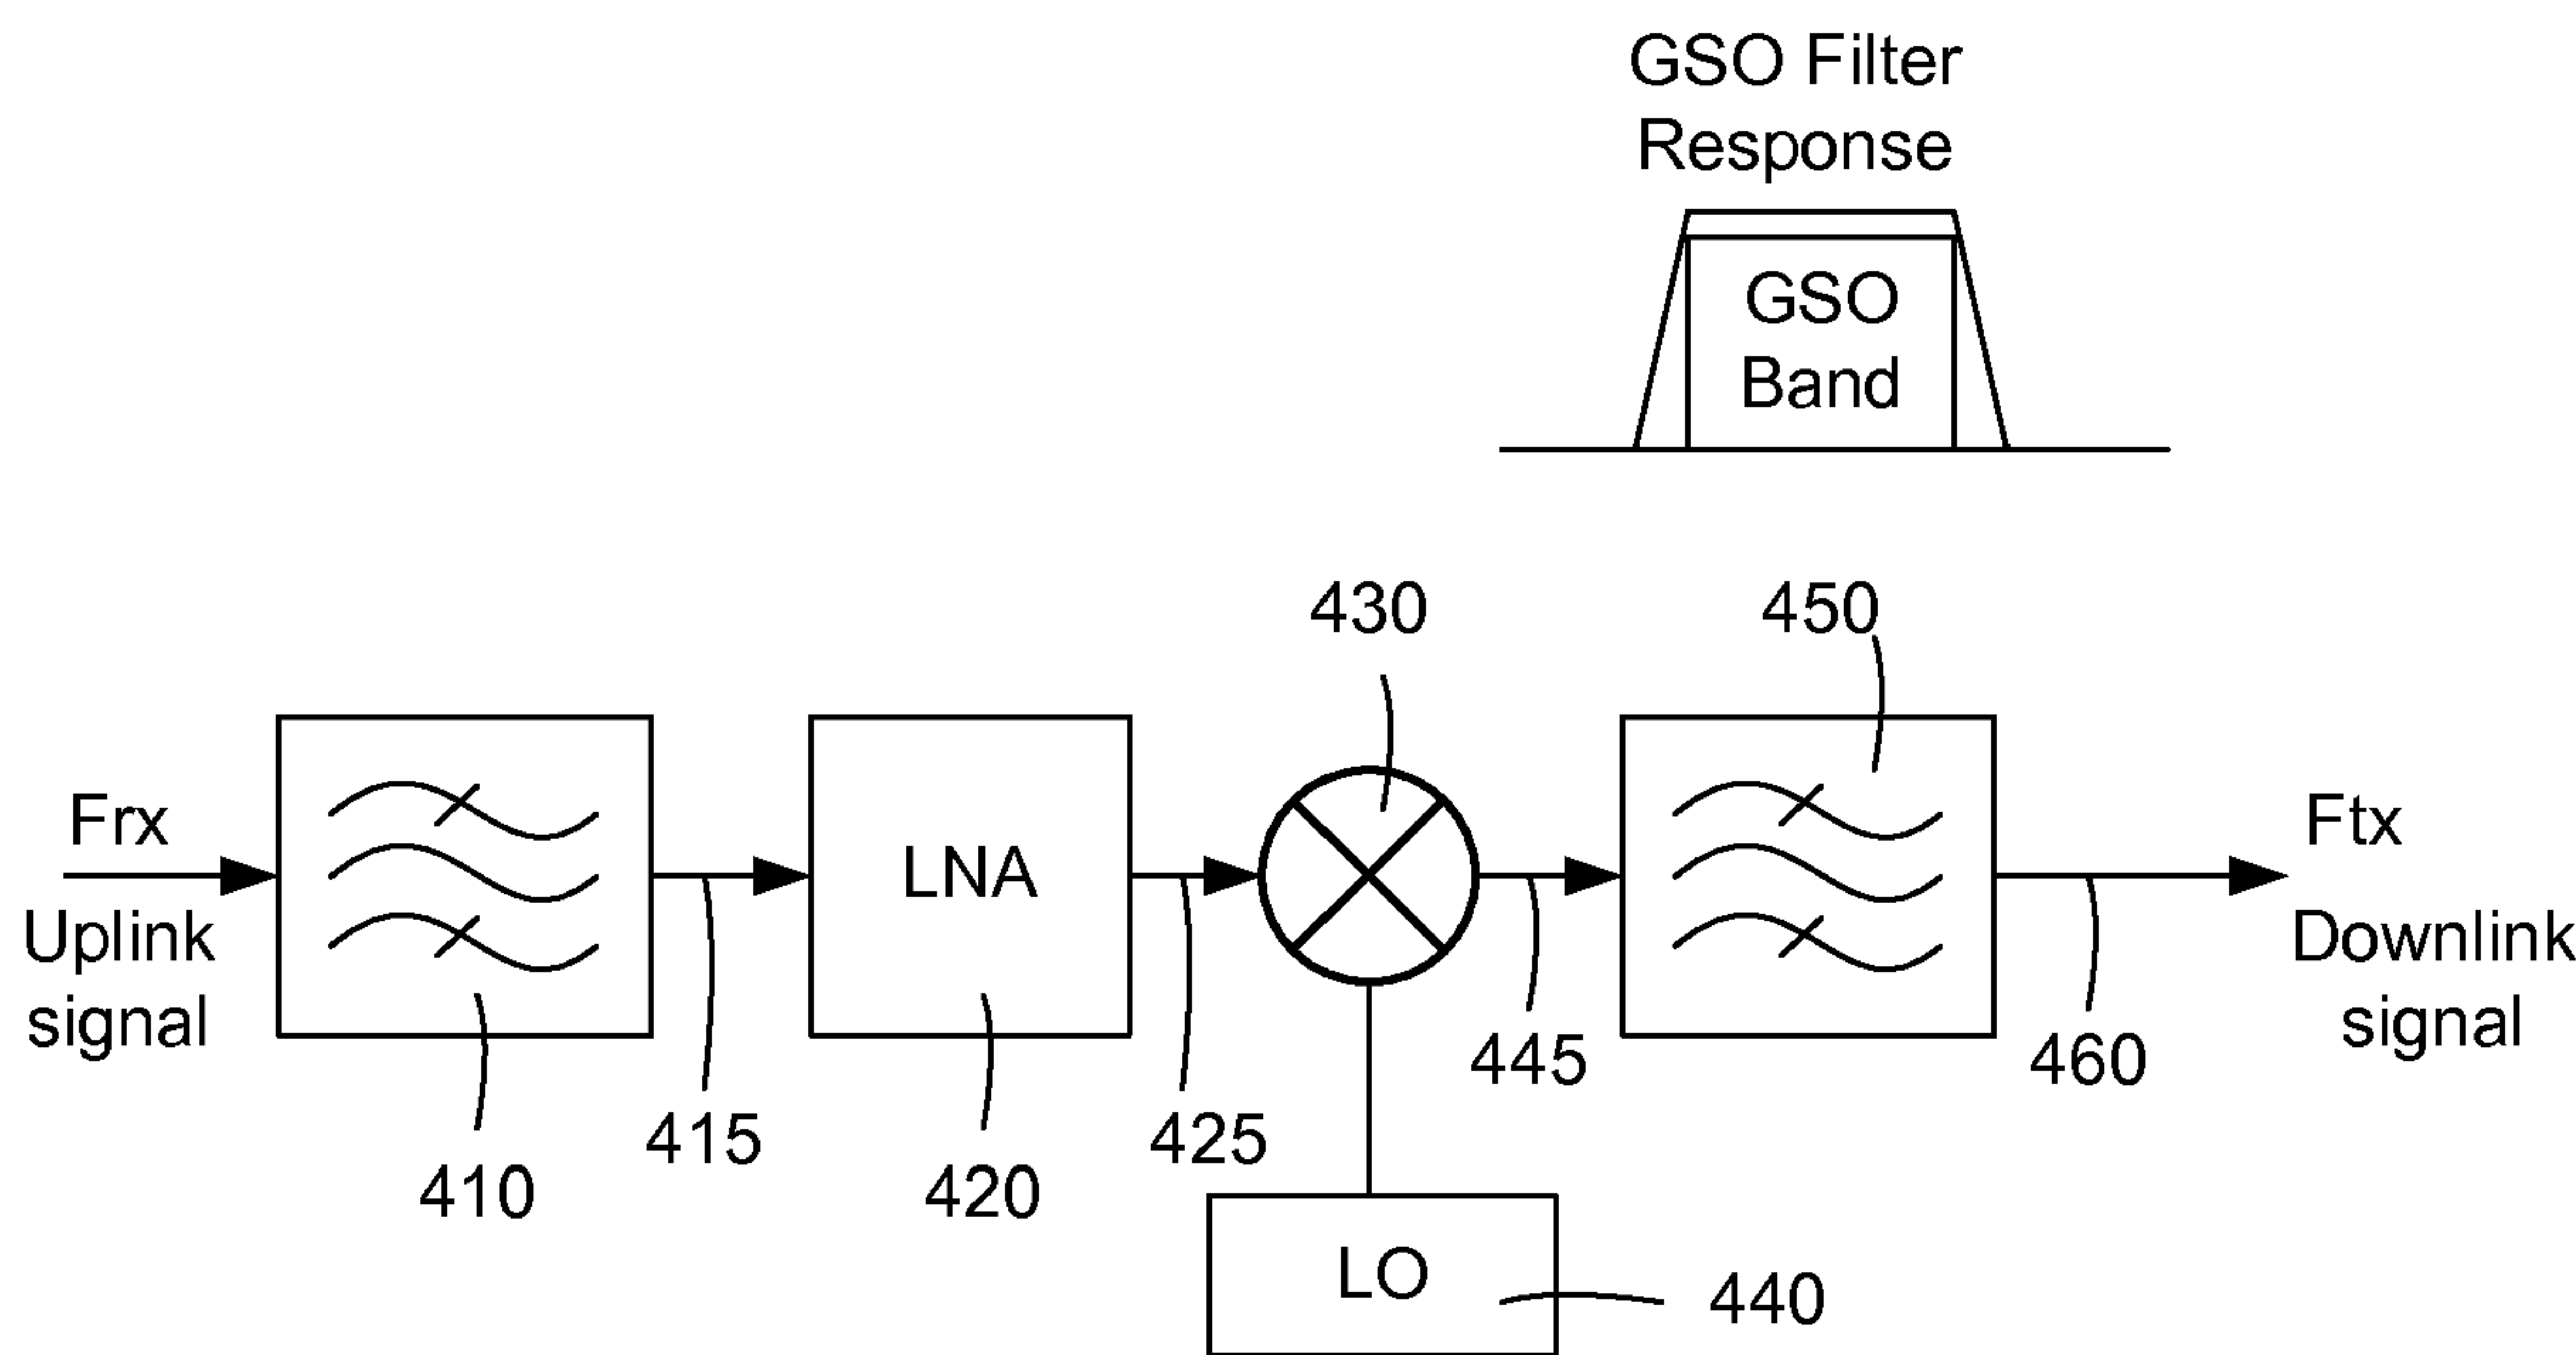 GSO Filter
Response
GSO
Band
430
450
Frx
Uplink
signal
LNA
Ftx
Downlink
signal
445
460
415
425
410
420
LO
440